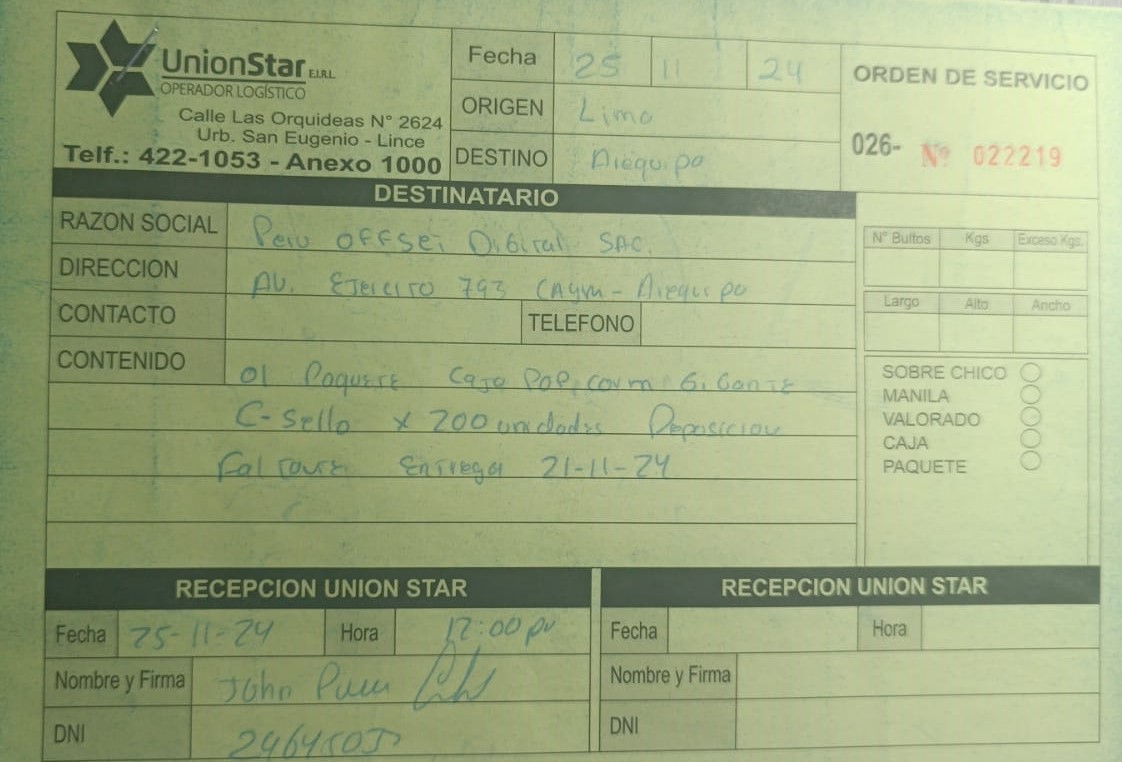 UnionStar E.I.R.L.
OPERADOR LOGÍSTICO
Calle Las Orquideas N° 2624
Urb. San Eugenio - Lince
Telf.: 422-1053 - Anexo 1000
Fecha 25 11 24
ORIGEN Lima
DESTINO Arequipa
ORDEN DE SERVICIO
026- Nº 022219
DESTINATARIO
RAZON SOCIAL Peru OFFSET Digital SAC.
DIRECCION AV. Ejercito 793 Caym - Arequipa
CONTACTO TELEFONO
CONTENIDO 01 Paquete Caja Pop, corn Gigante
C-Sello x 200 unidades Reposicion
Faltante Entrega 21-11-24
N° Bultos Kgs Exceso Kgs.
Largo Alto Ancho
SOBRE CHICO
MANILA
VALORADO
CAJA
PAQUETE
RECEPCION UNION STAR
Fecha 25-11-24 Hora 12:00 pm
Nombre y Firma John
DNI
RECEPCION UNION STAR
Fecha Hora
Nombre y Firma
DNI